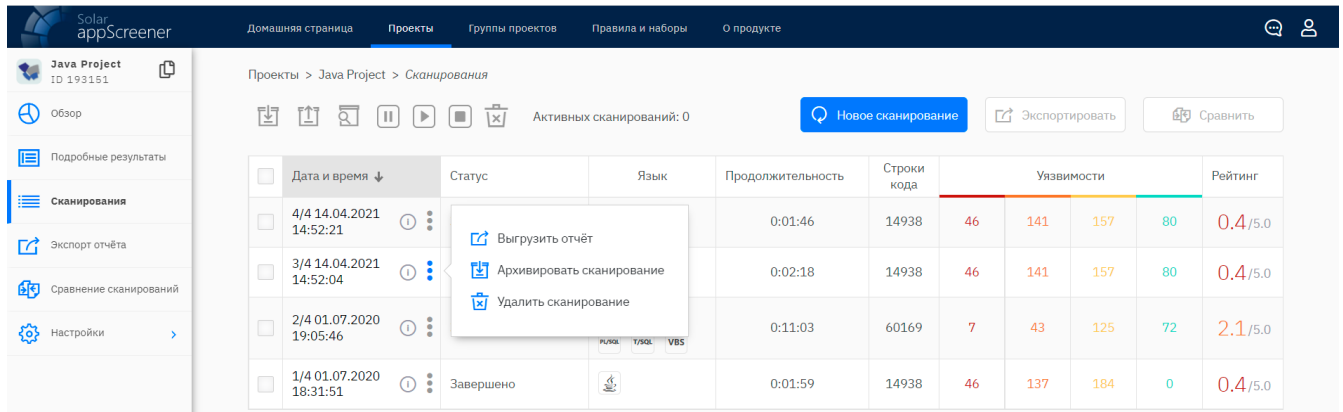 Solar
appScreener
Домашняя страница Проекты Группы проектов Правила и наборы О продукте
Java Project
ID 193151
Обзор
Подробные результаты
Сканирования
Экспорт отчёта
Сравнение сканирований
Настройки
Проекты > Java Project > Сканирования
Активных сканирований: 0
Новое сканирование
Экспортировать
Сравнить
Дата и время Статус Язык Продолжительность Строки кода Уязвимости Рейтинг
4/4 14.04.2021
14:52:21
0:01:46 14938 46 141 157 80 0.4/5.0
3/4 14.04.2021
14:52:04
0:02:18 14938 46 141 157 80 0.4/5.0
Выгрузить отчёт
Архивировать сканирование
Удалить сканирование
2/4 01.07.2020
19:05:46
PL/SQL T/SQL VBS
0:11:03 60169 7 43 125 72 2.1/5.0
1/4 01.07.2020
18:31:51
Завершено
0:01:59 14938 46 137 184 0 0.4/5.0